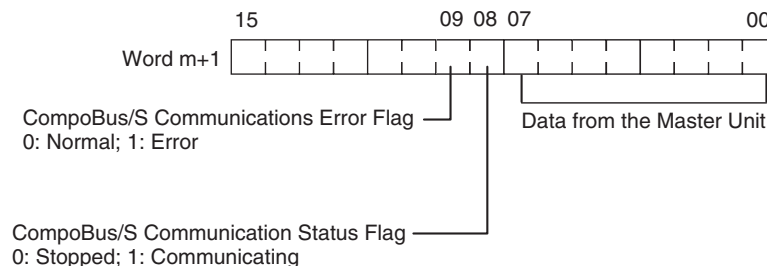 15 09 08 07 00
Word m+1
CompoBus/S Communications Error Flag
0: Normal; 1: Error
Data from the Master Unit
CompoBus/S Communication Status Flag
0: Stopped; 1: Communicating